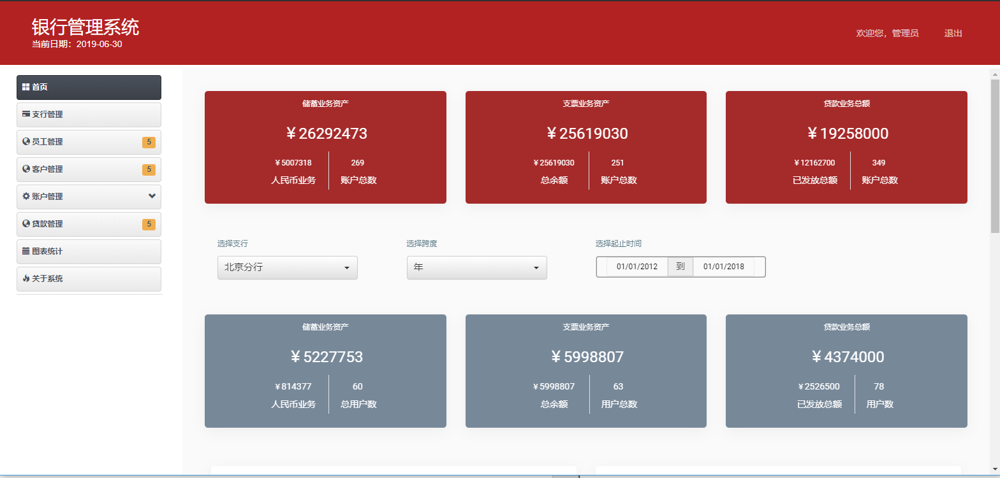 银行管理系统
当前日期：2019-06-30
欢迎您，管理员 退出
首页
支行管理
员工管理 5
客户管理 5
账户管理
贷款管理 5
图表统计
关于系统
储蓄业务资产
￥26292473
￥5007318 269
人民币业务 账户总数
支票业务资产
￥25619030
￥25619030 251
总余额 账户总数
贷款业务总额
￥19258000
￥12162700 349
已发放总额 账户总数
选择支行 选择跨度 选择起止时间
北京分行 年 01/01/2012 到 01/01/2018
储蓄业务资产
￥5227753
￥814377 60
人民币业务 总用户数
支票业务资产
￥5998807
￥5998807 63
总余额 用户总数
贷款业务总额
￥4374000
￥2526500 78
已发放总额 用户数